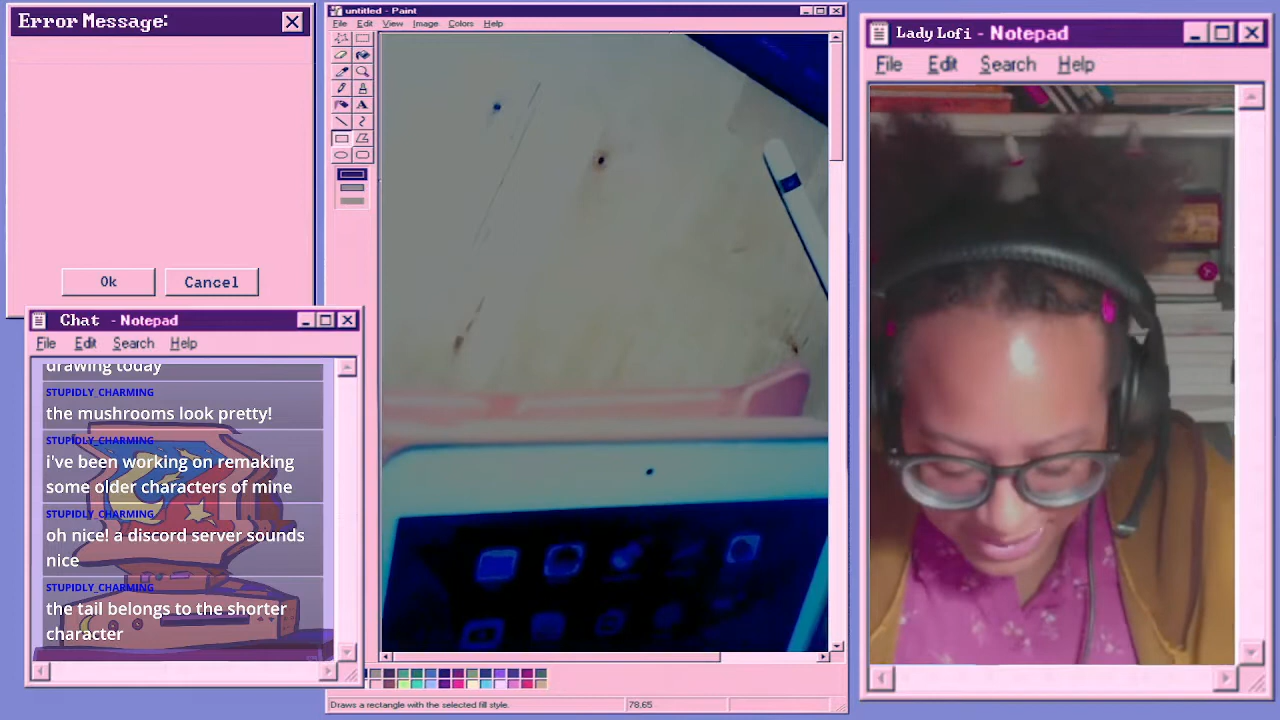 Error Message:
Ok Cancel
Chat - Notepad
File Edit Search Help
drawing today
STUPIDLY_CHARMING
the mushrooms look pretty!
STUPIDLY_CHARMING
i've been working on remaking
some older characters of mine
STUPIDLY_CHARMING
oh nice! a discord server sounds
nice
STUPIDLY_CHARMING
the tail belongs to the shorter
character
untitled - Paint
File Edit View Image Colors Help
A
Draws a rectangle with the selected fill style.
78,65
Lady Lofi - Notepad
File Edit Search Help